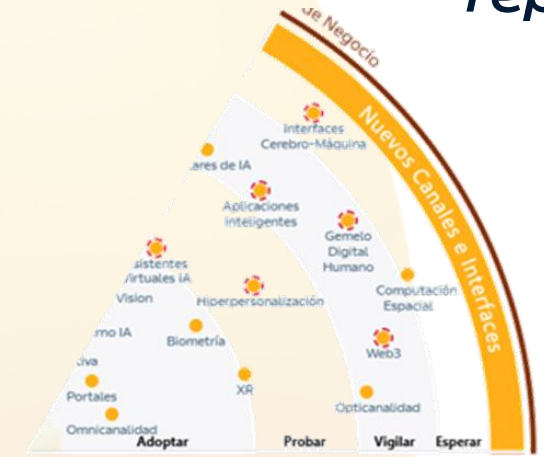 de Negocio
Nuevos Canales e Interfaces
Interfaces
Cerebro-Máquina
ares de IA
Aplicaciones
Inteligentes
Gemelo
Digital
Humano
sistentes
Virtuales IA
Vision
Hiperpersonalización
Computación
Espacial
rno IA
Biometría
Web3
tiva
XR
Portales
Opticanalidad
Omnicanalidad
Adoptar
Probar
Vigilar
Esperar